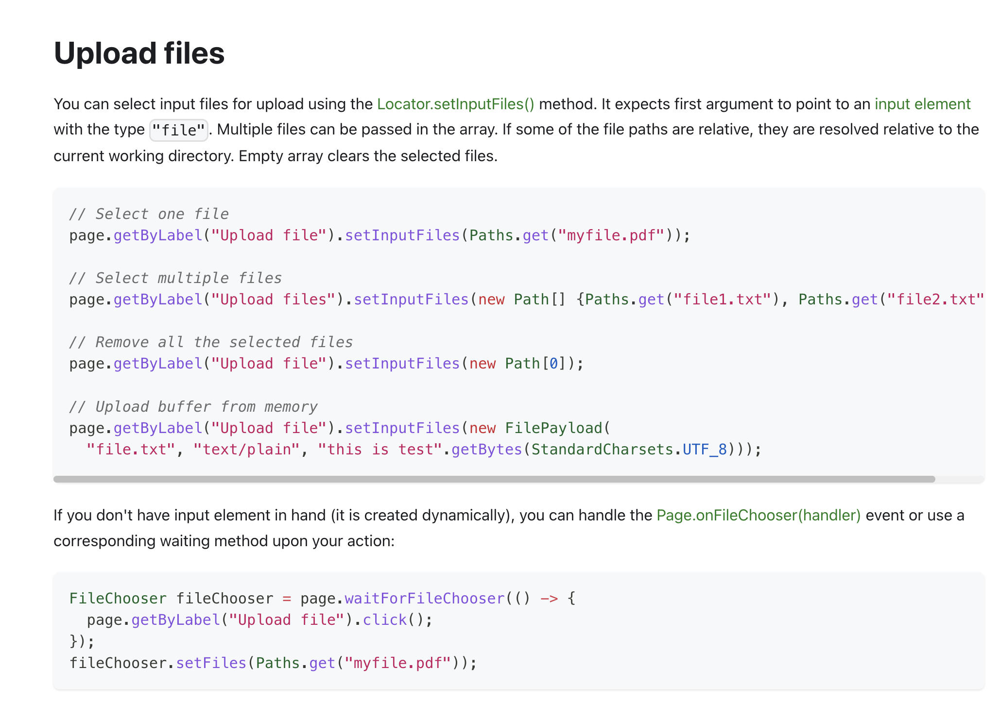 Upload files
You can select input files for upload using the Locator.setInputFiles() method. It expects first argument to point to an input element
with the type "file". Multiple files can be passed in the array. If some of the file paths are relative, they are resolved relative to the
current working directory. Empty array clears the selected files.
// Select one file
page.getByLabel("Upload file").setInputFiles(Paths.get("myfile.pdf"));
// Select multiple files
page.getByLabel("Upload files").setInputFiles(new Path[] {Paths.get("file1.txt"), Paths.get("file2.txt"
// Remove all the selected files
page.getByLabel("Upload file").setInputFiles(new Path[0]);
// Upload buffer from memory
page.getByLabel("Upload file").setInputFiles(new FilePayload(
  "file.txt", "text/plain", "this is test".getBytes(StandardCharsets.UTF_8)));
If you don't have input element in hand (it is created dynamically), you can handle the Page.onFileChooser(handler) event or use a
corresponding waiting method upon your action:
FileChooser fileChooser = page.waitForFileChooser(() -> {
  page.getByLabel("Upload file").click();
});
fileChooser.setFiles(Paths.get("myfile.pdf"));